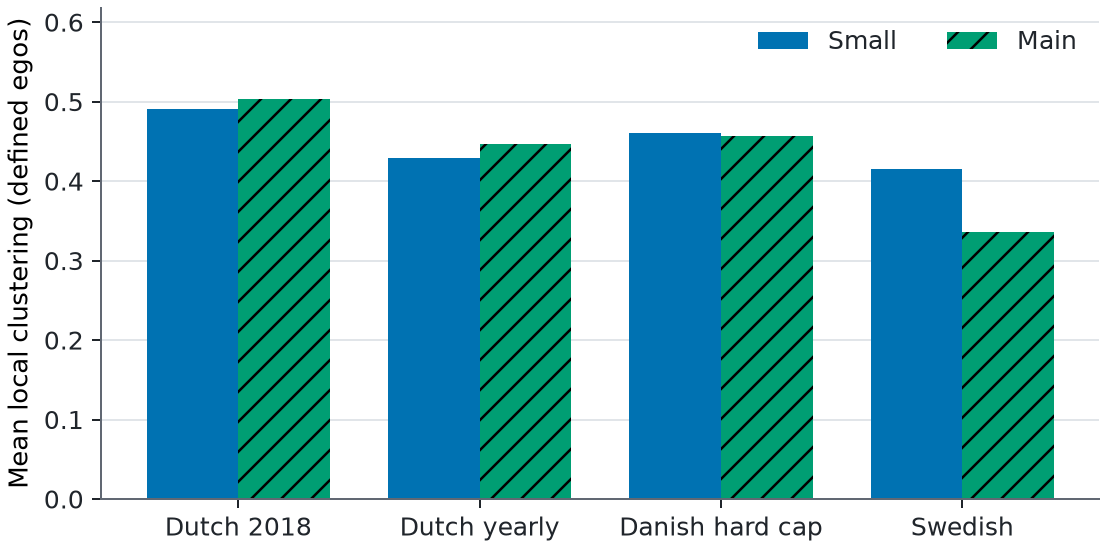 Mean local clustering (defined egos)
0.6
0.5
0.4
0.3
0.2
0.1
0.0
Small
Main
Dutch 2018
Dutch yearly
Danish hard cap
Swedish